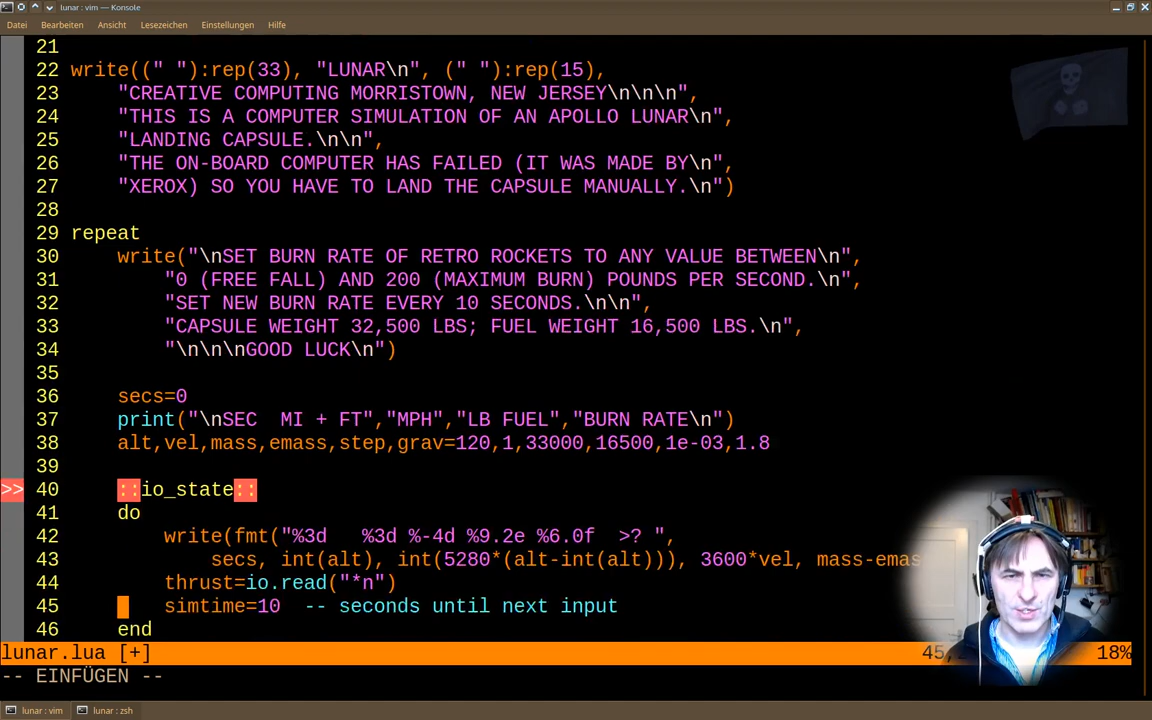 lunar : vim — Konsole
Datei Bearbeiten Ansicht Lesezeichen Einstellungen Hilfe
21
22 write((" "):rep(33), "LUNAR\n", (" "):rep(15),
23 "CREATIVE COMPUTING MORRISTOWN, NEW JERSEY\n\n\n",
24 "THIS IS A COMPUTER SIMULATION OF AN APOLLO LUNAR\n",
25 "LANDING CAPSULE.\n\n",
26 "THE ON-BOARD COMPUTER HAS FAILED (IT WAS MADE BY\n",
27 "XEROX) SO YOU HAVE TO LAND THE CAPSULE MANUALLY.\n")
28
29 repeat
30 write("\nSET BURN RATE OF RETRO ROCKETS TO ANY VALUE BETWEEN\n",
31 "0 (FREE FALL) AND 200 (MAXIMUM BURN) POUNDS PER SECOND.\n",
32 "SET NEW BURN RATE EVERY 10 SECONDS.\n\n",
33 "CAPSULE WEIGHT 32,500 LBS; FUEL WEIGHT 16,500 LBS.\n",
34 "\n\n\nGOOD LUCK\n")
35
36 secs=0
37 print("\nSEC  MI + FT","MPH","LB FUEL","BURN RATE\n")
38 alt,vel,mass,emass,step,grav=120,1,33000,16500,1e-03,1.8
39
>> 40 ::io_state::
41 do
42 write(fmt("%3d   %3d %-4d %9.2e %6.0f  >? ",
43 secs, int(alt), int(5280*(alt-int(alt))), 3600*vel, mass-emas
44 thrust=io.read("*n")
45 simtime=10  -- seconds until next input
46 end
lunar.lua [+] 45, 18%
-- EINFÜGEN --
lunar : vim lunar : zsh